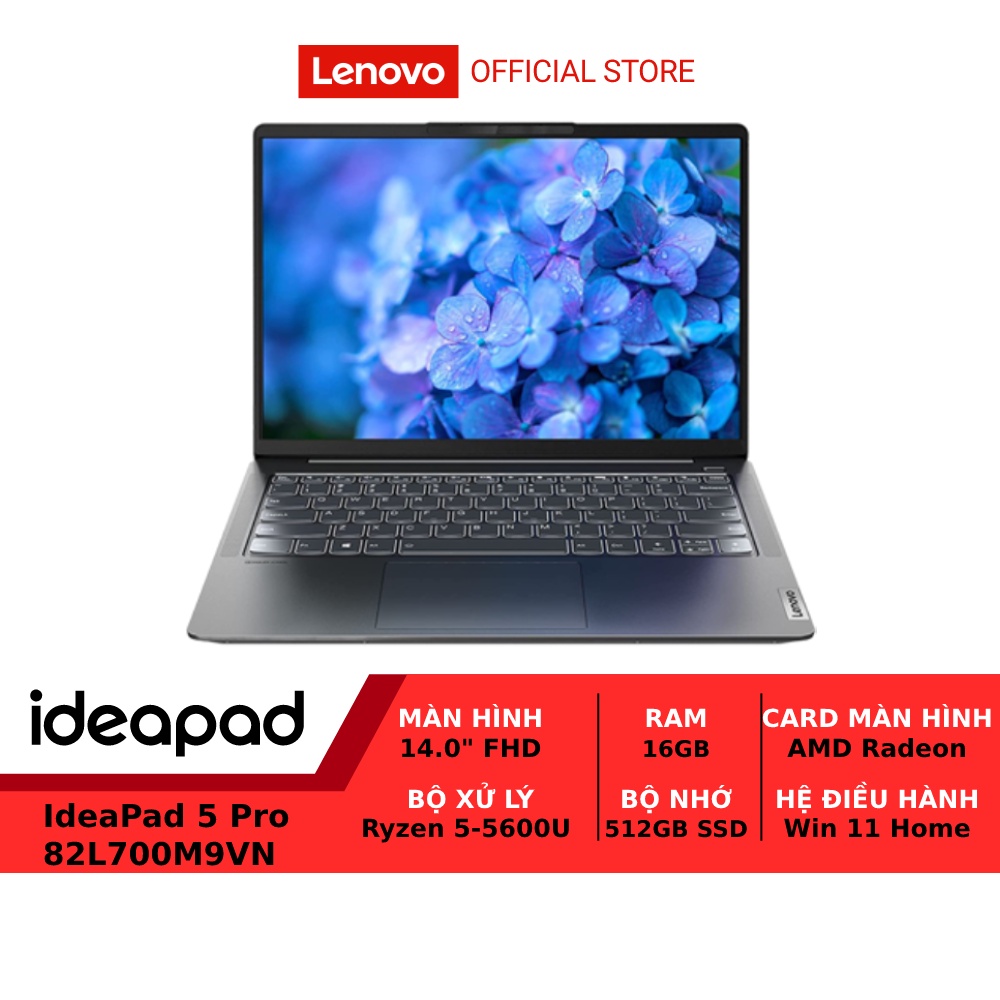 Lenovo OFFICIAL STORE
Lenovo
ideapad
IdeaPad 5 Pro
82L700M9VN
MÀN HÌNH
14.0" FHD
BỘ XỬ LÝ
Ryzen 5-5600U
RAM
16GB
BỘ NHỚ
512GB SSD
CARD MÀN HÌNH
AMD Radeon
HỆ ĐIỀU HÀNH
Win 11 Home